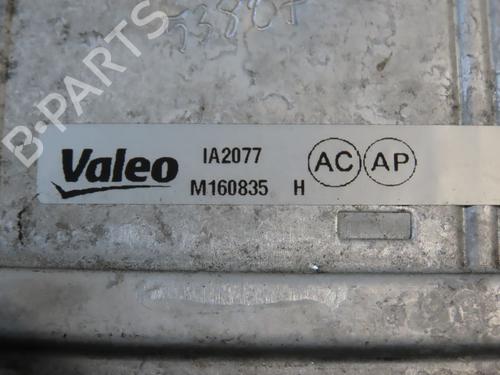 B-PARTS
Valeo
IA2077
M160835 H
AC AP